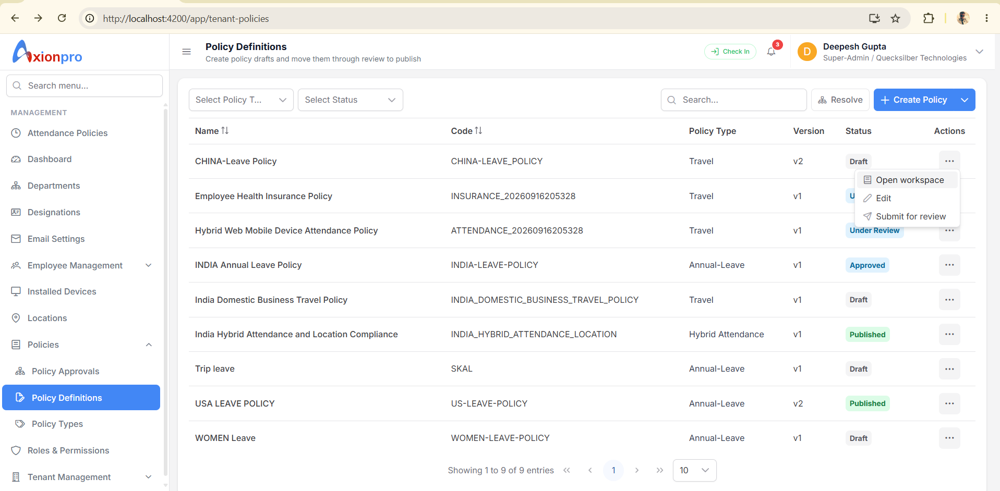 http://localhost:4200/app/tenant-policies
Axionpro
Policy Definitions
Create policy drafts and move them through review to publish
Check In
3
D
Deepesh Gupta
Super-Admin / Quecksilber Technologies
Search menu...
MANAGEMENT
Attendance Policies
Dashboard
Departments
Designations
Email Settings
Employee Management
Installed Devices
Locations
Policies
Policy Approvals
Policy Definitions
Policy Types
Roles & Permissions
Tenant Management
Select Policy T...
Select Status
Search...
Resolve
Create Policy
Name Code Policy Type Version Status Actions
CHINA-Leave Policy CHINA-LEAVE_POLICY Travel v2 Draft
Open workspace
Edit
Submit for review
Employee Health Insurance Policy INSURANCE_20260916205328 Travel v1 U
Hybrid Web Mobile Device Attendance Policy ATTENDANCE_20260916205328 Travel v1 Under Review
INDIA Annual Leave Policy INDIA-LEAVE-POLICY Annual-Leave v1 Approved
India Domestic Business Travel Policy INDIA_DOMESTIC_BUSINESS_TRAVEL_POLICY Travel v1 Draft
India Hybrid Attendance and Location Compliance INDIA_HYBRID_ATTENDANCE_LOCATION Hybrid Attendance v1 Published
Trip leave SKAL Annual-Leave v1 Draft
USA LEAVE POLICY US-LEAVE-POLICY Annual-Leave v2 Published
WOMEN Leave WOMEN-LEAVE-POLICY Annual-Leave v1 Draft
Showing 1 to 9 of 9 entries « ‹ 1 › » 10